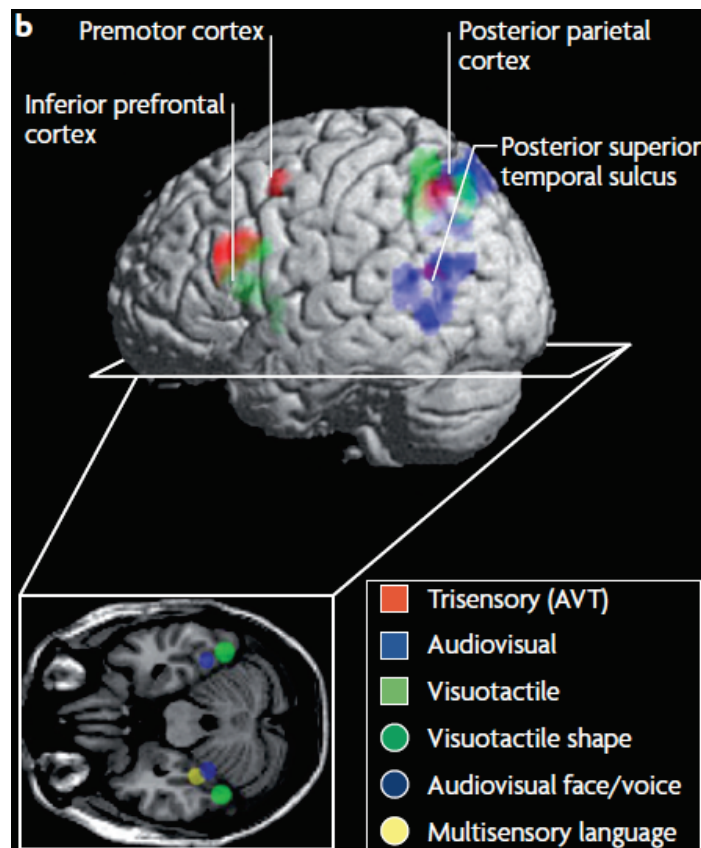 b
Premotor cortex
Posterior parietal
cortex
Inferior prefrontal
cortex
Posterior superior
temporal sulcus
Trisensory (AVT)
Audiovisual
Visuotactile
Visuotactile shape
Audiovisual face/voice
Multisensory language